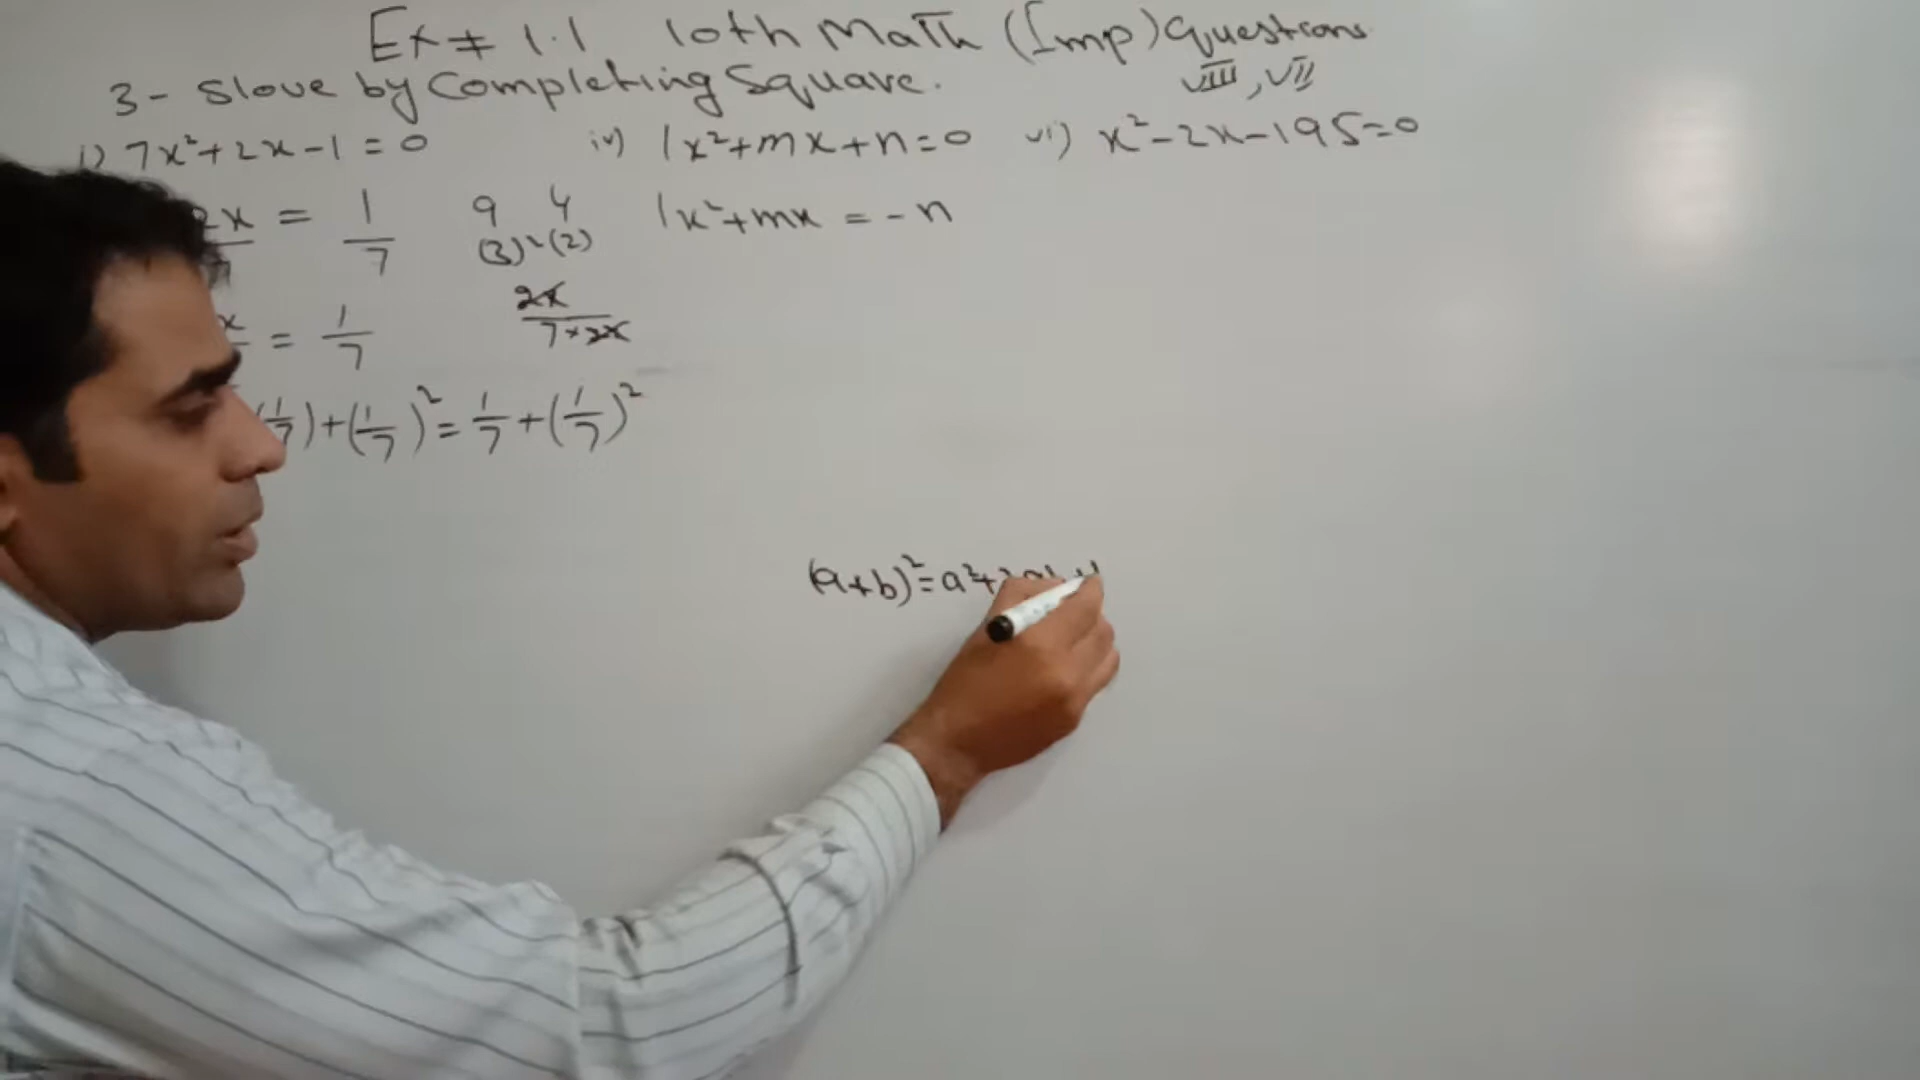 Ex ≠ 1.1 10th Math (Imp) Questions
3 - Slove by Completing Square. VIII, VII
i) 7x²+2x-1=0 iv) lx²+mx+n=0 vi) x²-2x-195=0
2x = 1/7 9 4 lx²+mx = -n
(3)² (2)
x = 1/7 2x/7×2x
(1/7)+(1/7)²=1/7+(1/7)²
(a+b)²=a²+2ab+